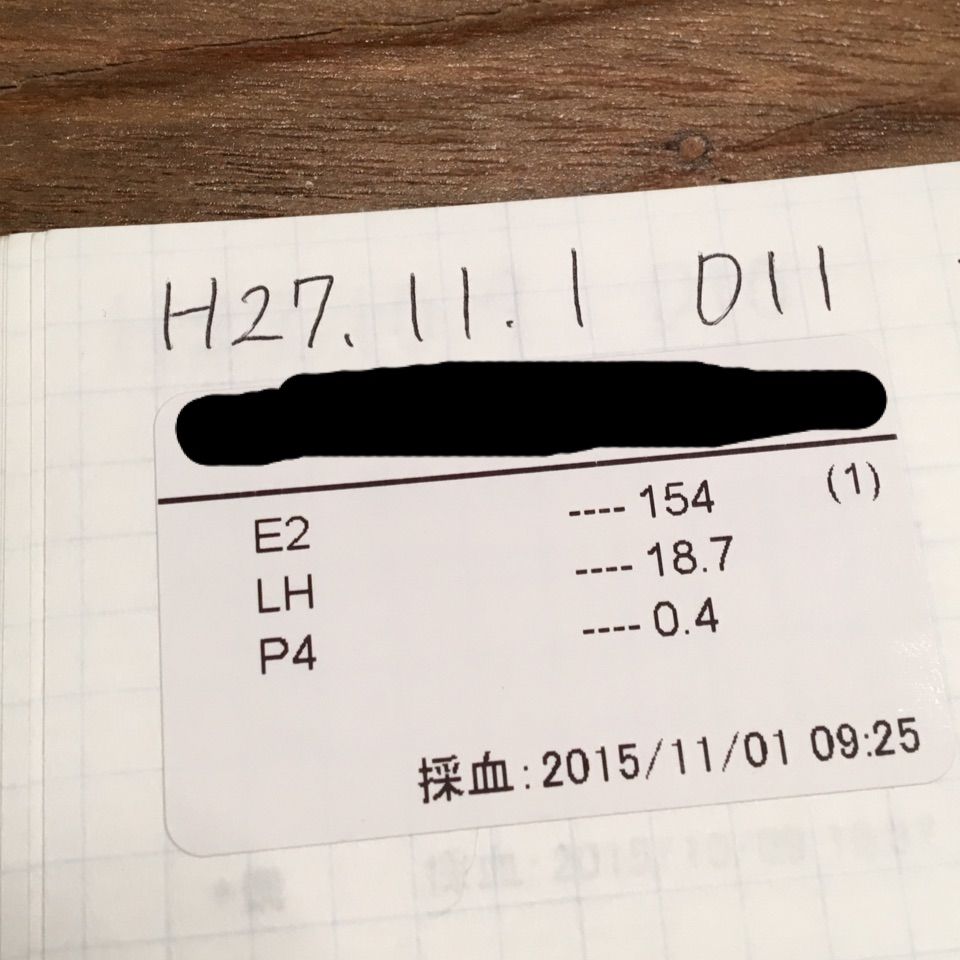 H27.11.1 D11
E2 ---- 154 (1)
LH ---- 18.7
P4 ---- 0.4
採血:2015/11/01 09:25